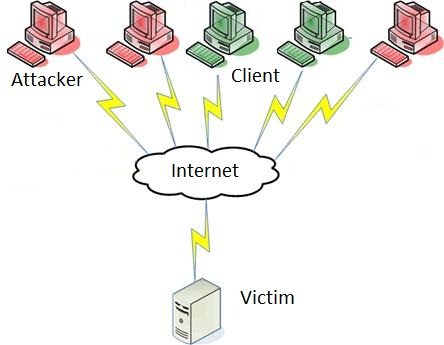 Attacker
Client
Internet
Victim